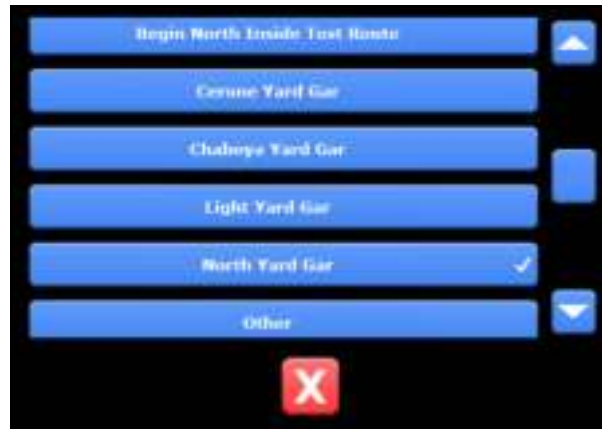 Begin North Inside Test Route
Cerone Yard Gar
Chaboya Yard Gar
Light Yard Gar
North Yard Gar
Other
X